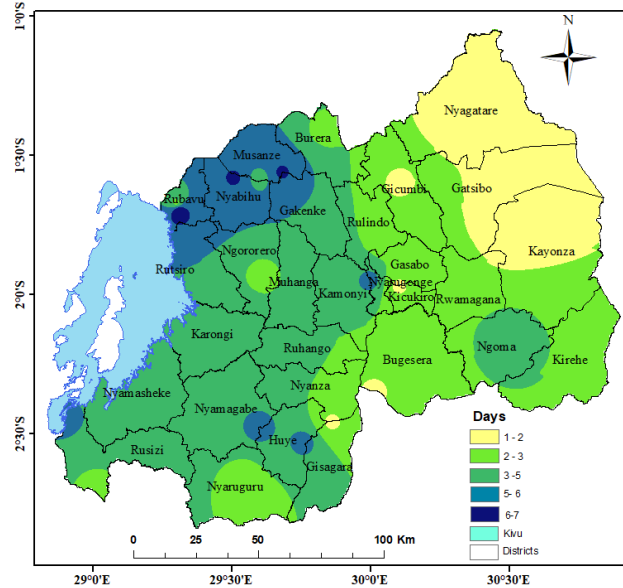 1°0'S
N
Nyagatare
Burera
1°30'S
Musanze
Gicumbi
Gatsibo
Rubavu
Nyabihu
Gakenke
Rulindo
Kayonza
Ngororero
Gasabo
Rutsiro
Muhanga
Nyarugenge
2°0'S
Kamonyi
Kicukiro
Rwamagana
Karongi
Ruhango
Ngoma
Bugesera
Kirehe
Nyanza
Nyamasheke
Nyamagabe
Days
1 - 2
2 - 3
3 -5
5- 6
6-7
Kivu
Districts
2°30'S
Huye
Rusizi
Gisagara
Nyaruguru
0 25 50 100 Km
29°0'E 29°30'E 30°0'E 30°30'E